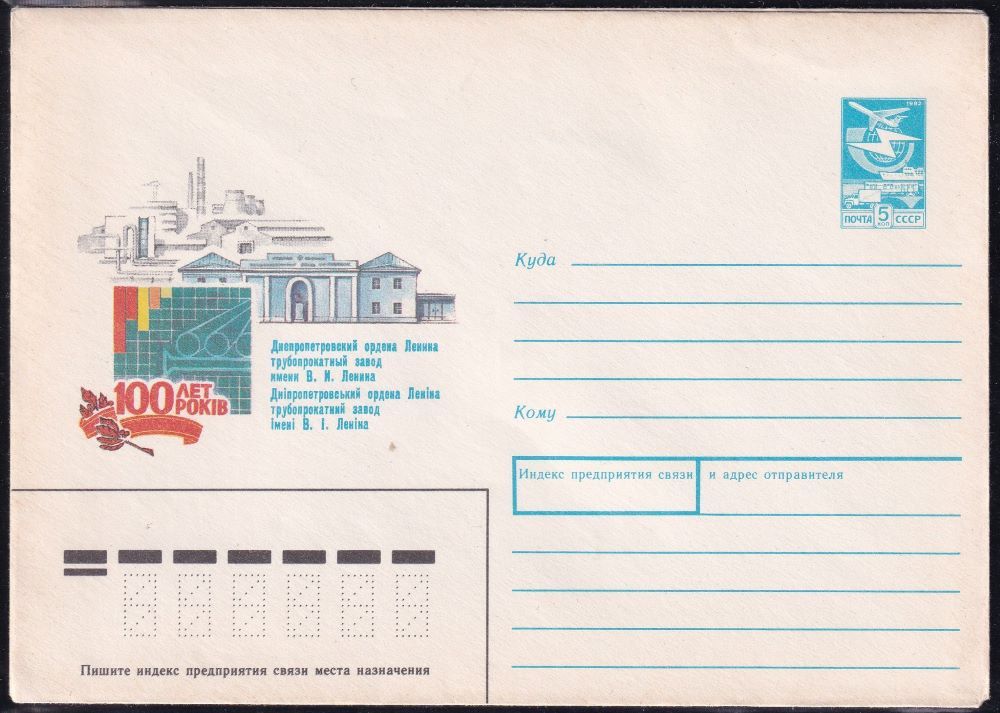 1982
ПОЧТА 5 КОП СССР
Куда
Днепропетровский ордена Ленина
трубопрокатный завод
имени В. И. Ленина
Дніпропетровський ордена Леніна
трубопрокатний завод
імені В. І. Леніна
100 ЛЕТ
РОКІВ
Кому
Индекс предприятия связи и адрес отправителя
Пишите индекс предприятия связи места назначения